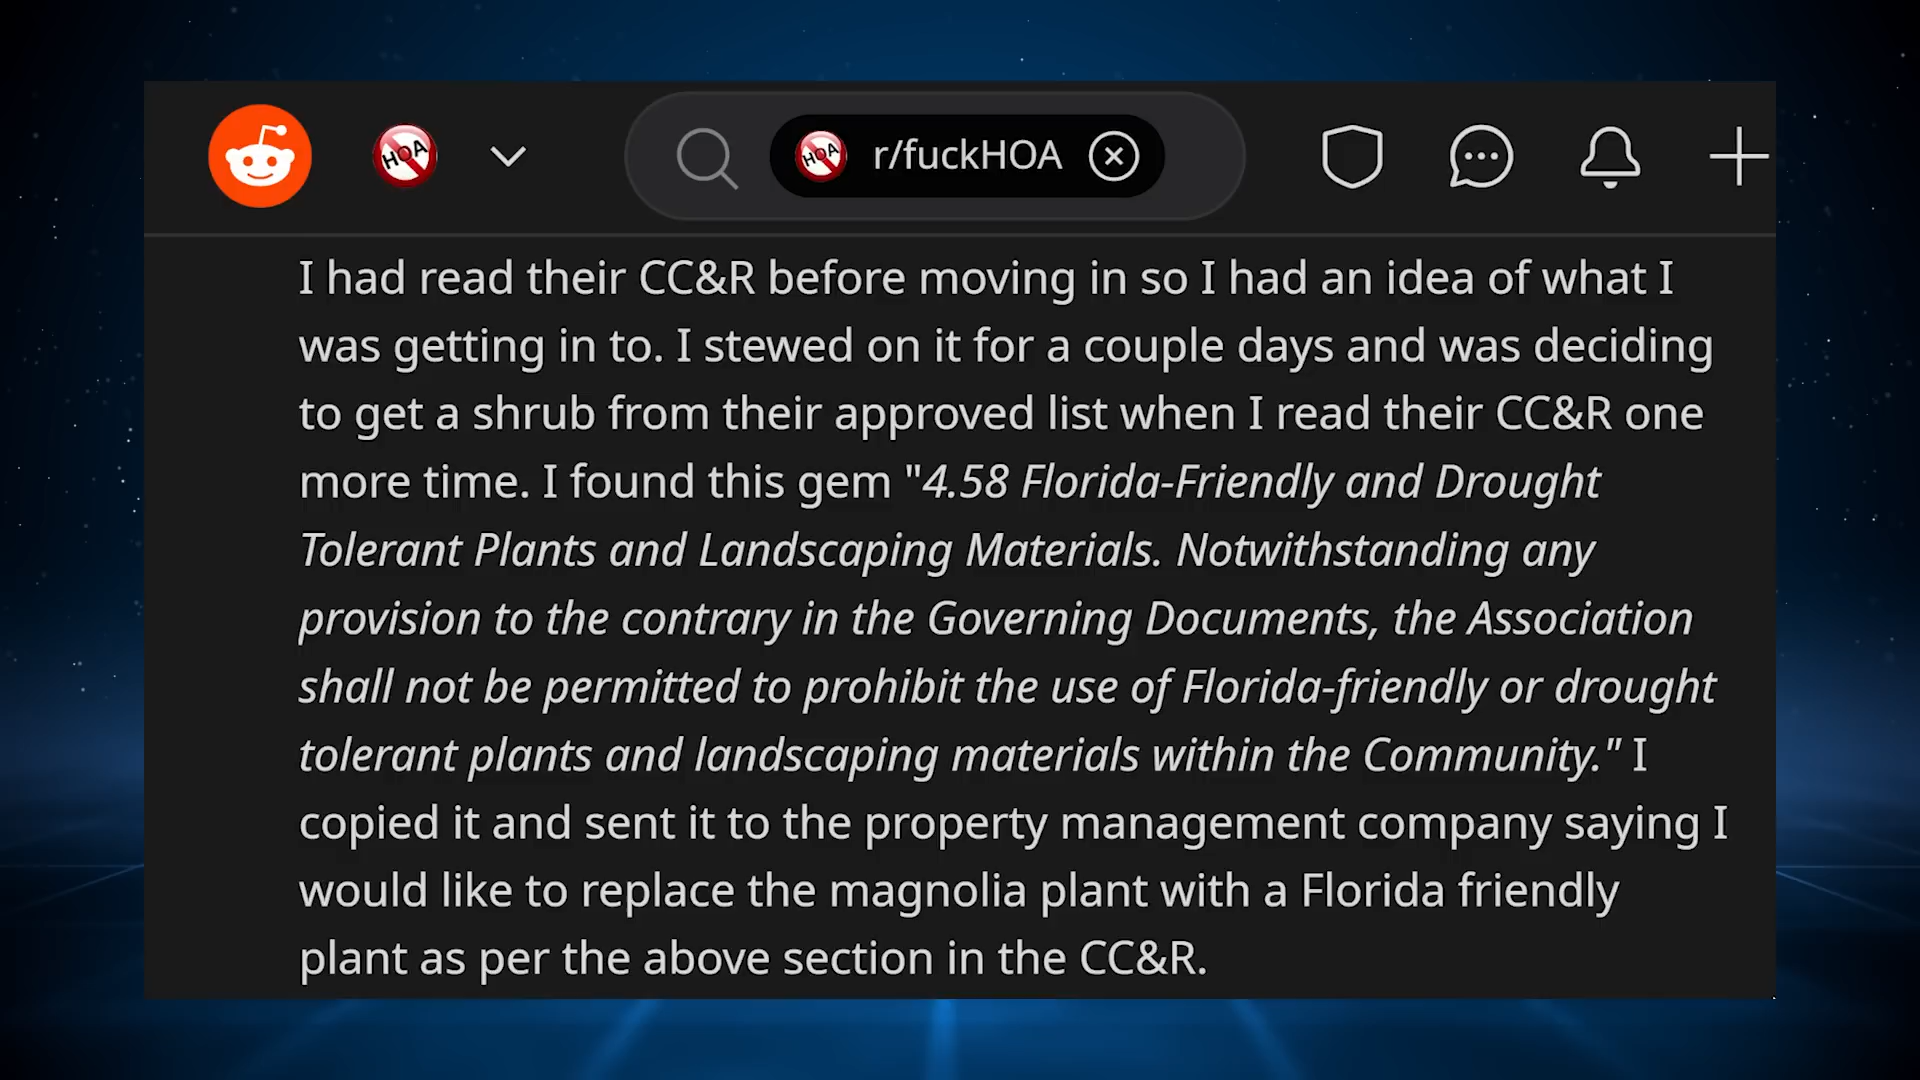 HOA
HOA r/fuckHOA
I had read their CC&R before moving in so I had an idea of what I
was getting in to. I stewed on it for a couple days and was deciding
to get a shrub from their approved list when I read their CC&R one
more time. I found this gem "4.58 Florida-Friendly and Drought
Tolerant Plants and Landscaping Materials. Notwithstanding any
provision to the contrary in the Governing Documents, the Association
shall not be permitted to prohibit the use of Florida-friendly or drought
tolerant plants and landscaping materials within the Community." I
copied it and sent it to the property management company saying I
would like to replace the magnolia plant with a Florida friendly
plant as per the above section in the CC&R.